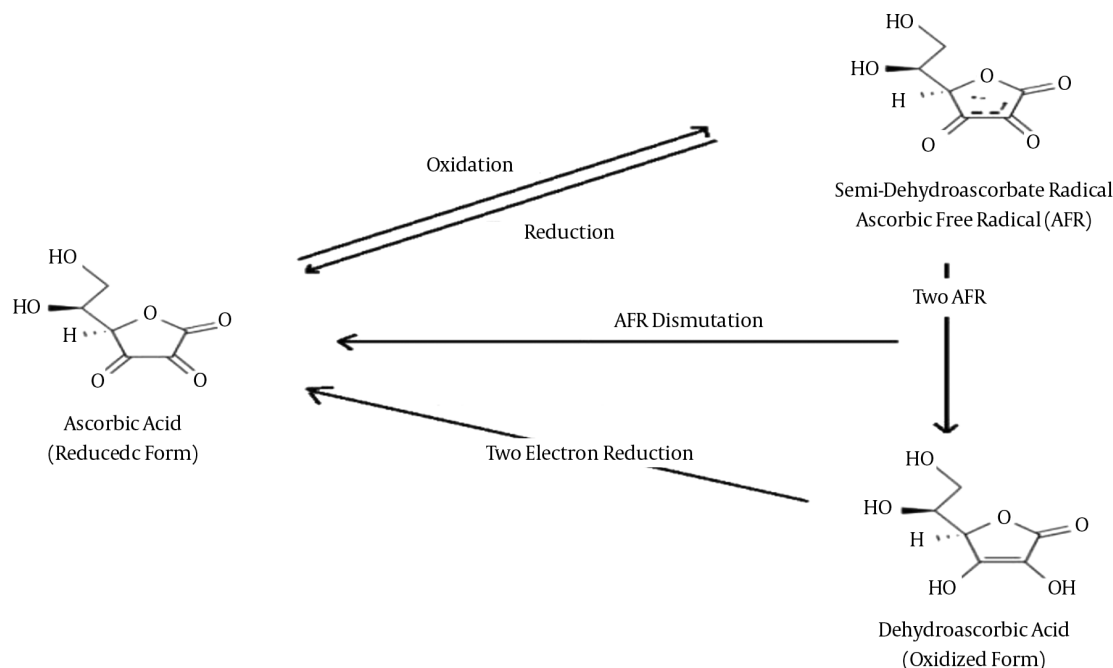 HO
HO
H
O
O
O
O
Semi-Dehydroascorbate Radical
Ascorbic Free Radical (AFR)
Oxidation
Reduction
HO
HO
H
O
O
O
O
Ascorbic Acid
(Reducedc Form)
Two AFR
AFR Dismutation
Two Electron Reduction
HO
HO
H
O
O
HO
OH
Dehydroascorbic Acid
(Oxidized Form)